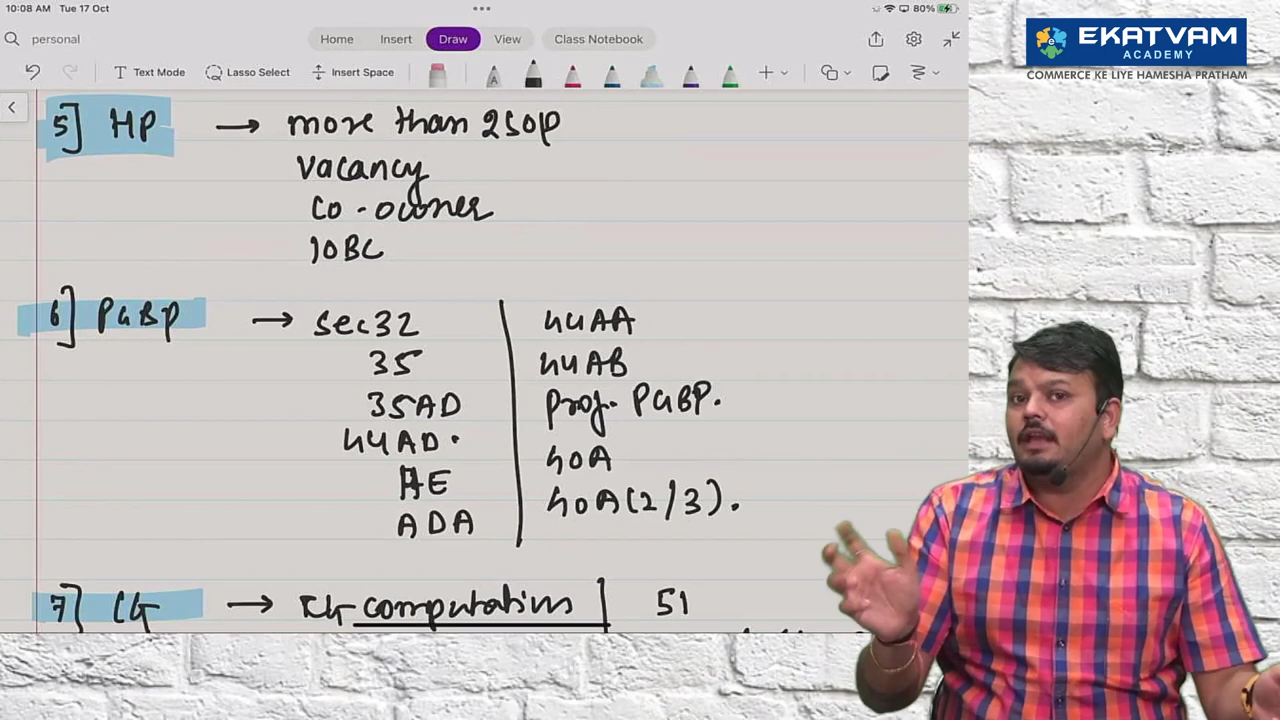 10:08 AM Tue 17 Oct
80%
personal
Home Insert Draw View Class Notebook
Text Mode Lasso Select Insert Space
EKATVAM
ACADEMY
COMMERCE KE LIYE HAMESHA PRATHAM
5] HP → more than 2SOP
Vacancy
Co-owner
10BC
6] PGBP → Sec 32
35
35AD
44AD.
AE
ADA
44AA
44AB
Prof. PGBP.
40A
40A(2/3).
7] CG → computation
51